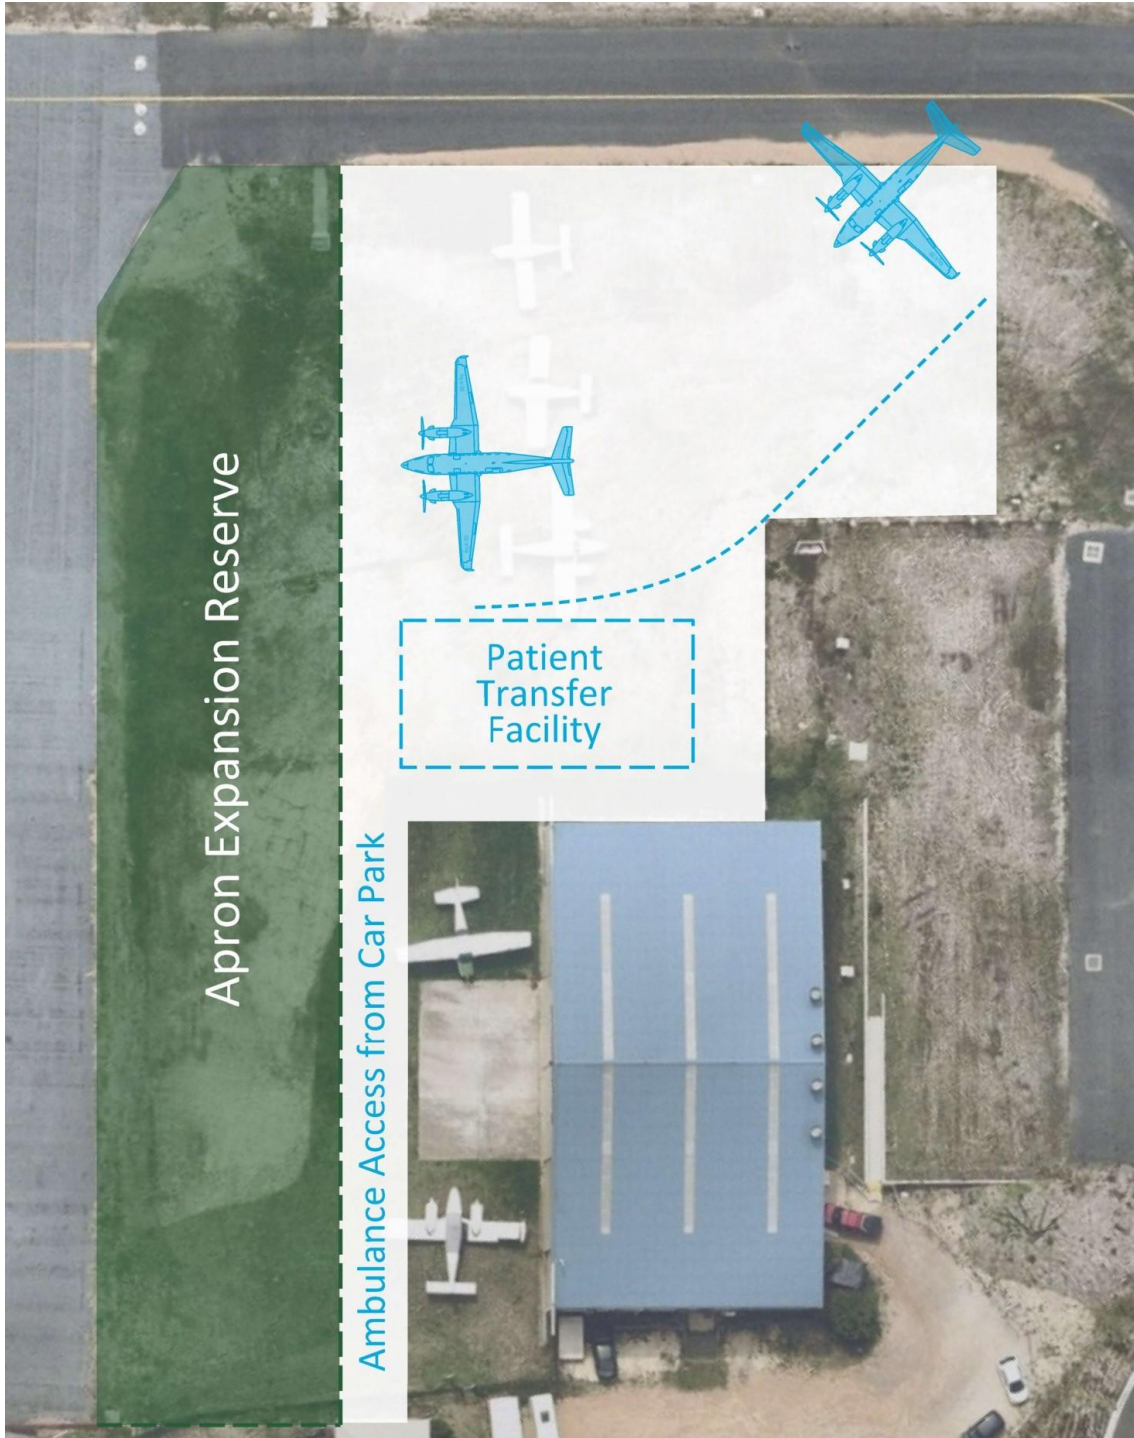 Apron Expansion Reserve
Patient
Transfer
Facility
Ambulance Access from Car Park